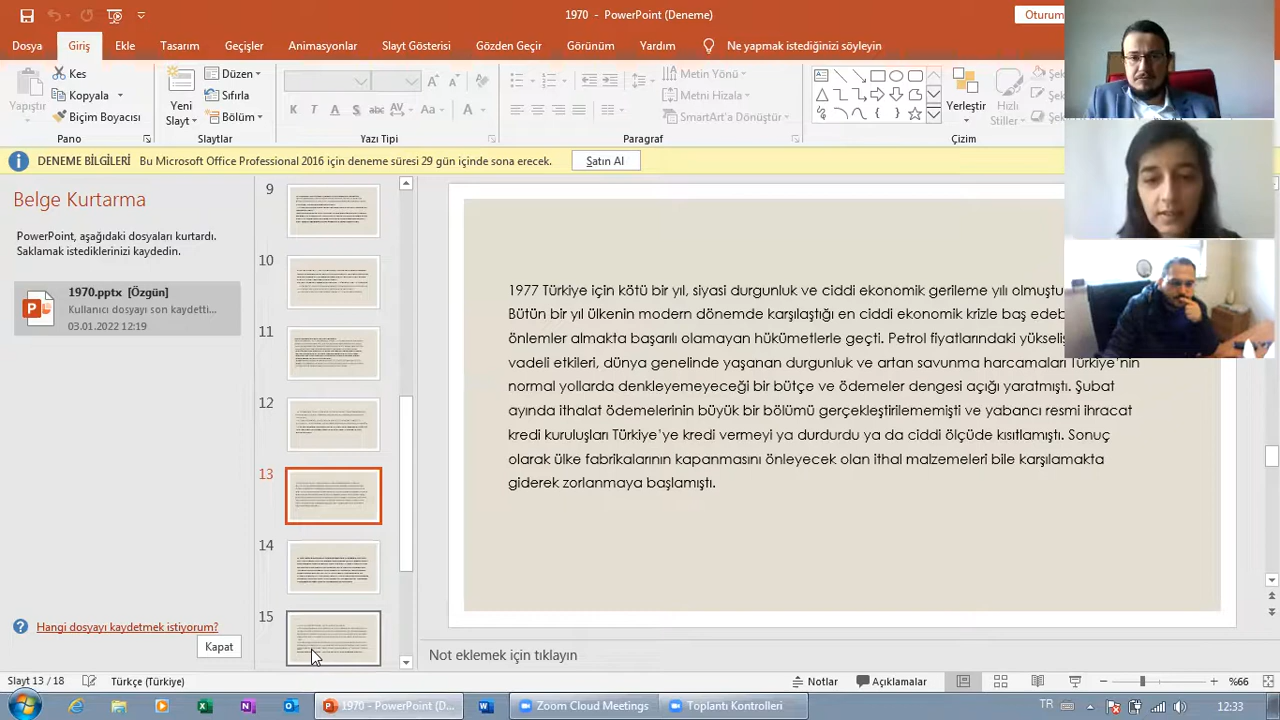 1970 - PowerPoint (Deneme)
Oturum
Dosya Giriş Ekle Tasarım Geçişler Animasyonlar Slayt Gösterisi Gözden Geçir Görünüm Yardım Ne yapmak istediğinizi söyleyin
Yapıştır
Kes
Kopyala
Biçim Boyacısı
Pano
Yeni
Slayt
Düzen
Sıfırla
Bölüm
Slaytlar
K T A S abc AV Aa A
Yazı Tipi
Metin Yönü
Metni Hizala
SmartArt'a Dönüştür
Paragraf
Yerleştir
Hızlı
Stiller
Çizim
DENEME BİLGİLERİ Bu Microsoft Office Professional 2016 için deneme süresi 29 gün içinde sona erecek. Satın Al
Belge Kurtarma
PowerPoint, aşağıdaki dosyaları kurtardı.
Saklamak istediklerinizi kaydedin.
1970.pptx [Özgün]
Kullanıcı dosyayı son kaydetti...
03.01.2022 12:19
Hangi dosyayı kaydetmek istiyorum?
Kapat
9
10
11
12
13
14
15
1977 Türkiye için kötü bir yıl, siyasi durgunluk ve ciddi ekonomik gerileme yılı olmuştu
Bütün bir yıl ülkenin modern dönemde karşılaştığı en ciddi ekonomik krizle baş edeb
önlemler almakta başarılı olamayan hükümetlerle geçti. Petrol fiyatlarındaki yükseliş
vadeli etkileri, dünya genelinde yaşanan durgunluk ve artan savunma harcamaları Türkiye'nin
normal yollarda denkleyemeyeceği bir bütçe ve ödemeler dengesi açığı yaratmıştı. Şubat
ayında ithalat ödemelerinin büyük bir bölümü gerçekleştirilememişti ve yabancı resmi ihracat
kredi kuruluşları Türkiye'ye kredi vermeyi ya durdurdu ya da ciddi ölçüde kısıtlamıştı. Sonuç
olarak ülke fabrikalarının kapanmasını önleyecek olan ithal malzemeleri bile karşılamakta
giderek zorlanmaya başlamıştı.
Not eklemek için tıklayın
Slayt 13 / 18 Türkçe (Türkiye) Notlar Açıklamalar %66
1970 - PowerPoint (D... Zoom Cloud Meetings Toplantı Kontrolleri TR 12:33